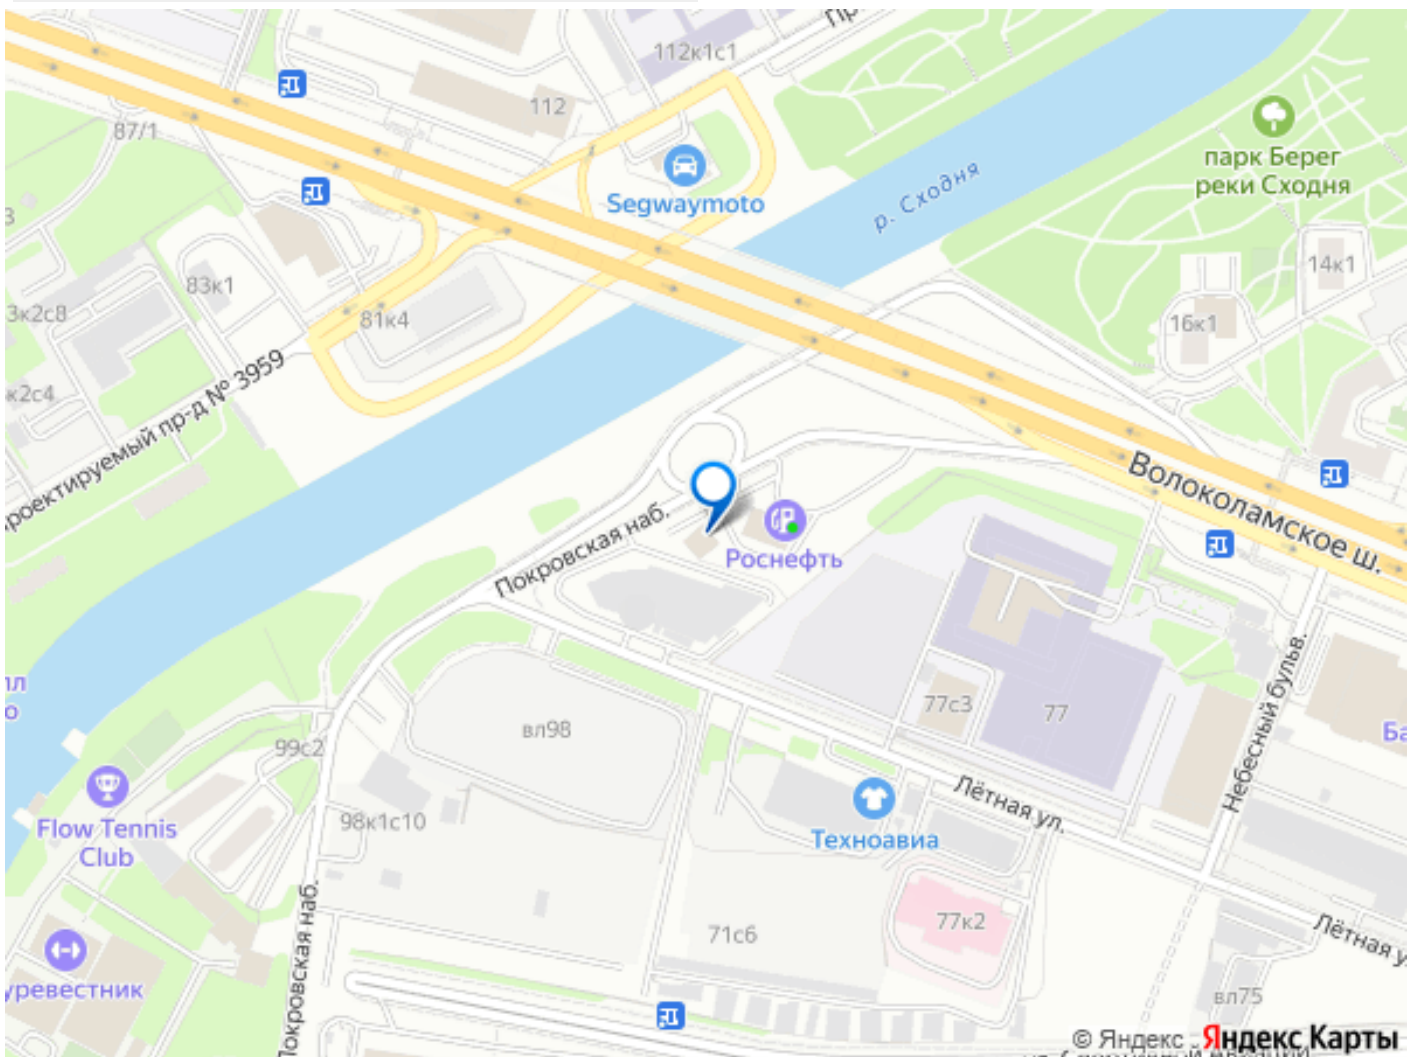 112к1с1
112
87/1
Segwaymoto
р. Сходня
парк Берег
реки Сходня
14к1
83к1
3к2с8
81к4
16к1
к2с4
роектируемый пр-д № 3959
Волоколамское ш.
Покровская наб.
Роснефть
77с3
77
Небесный бульв.
вл98
99с2
Flow Tennis
Club
98к1с10
Лётная ул.
Техноавиа
77к2
71с6
Покровская наб.
уревестник
Лётная у
вл75
© Яндекс Яндекс Карты